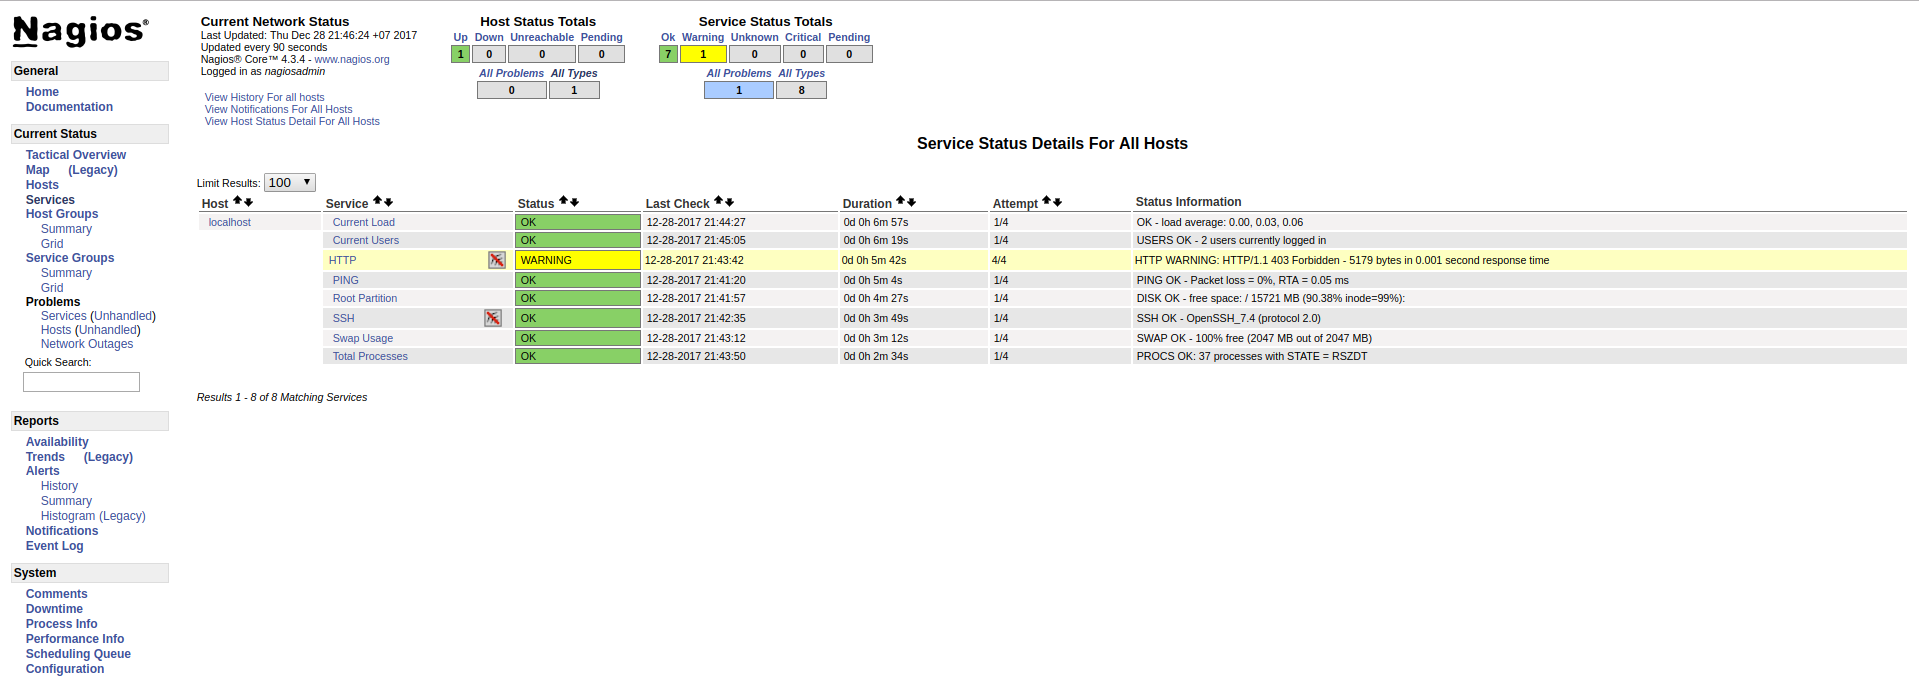 Nagios®
General
Home
Documentation
Current Status
Tactical Overview
Map (Legacy)
Hosts
Services
Host Groups
Summary
Grid
Service Groups
Summary
Grid
Problems
Services (Unhandled)
Hosts (Unhandled)
Network Outages
Quick Search:
Reports
Availability
Trends (Legacy)
Alerts
History
Summary
Histogram (Legacy)
Notifications
Event Log
System
Comments
Downtime
Process Info
Performance Info
Scheduling Queue
Configuration
Current Network Status
Last Updated: Thu Dec 28 21:46:24 +07 2017
Updated every 90 seconds
Nagios® Core™ 4.3.4 - www.nagios.org
Logged in as nagiosadmin
View History For all hosts
View Notifications For All Hosts
View Host Status Detail For All Hosts
Host Status Totals
Up Down Unreachable Pending
1 0 0 0
All Problems All Types
0 1
Service Status Totals
Ok Warning Unknown Critical Pending
7 1 0 0 0
All Problems All Types
1 8
Service Status Details For All Hosts
Limit Results: 100
Host Service Status Last Check Duration Attempt Status Information
localhost Current Load OK 12-28-2017 21:44:27 0d 0h 6m 57s 1/4 OK - load average: 0.00, 0.03, 0.06
Current Users OK 12-28-2017 21:45:05 0d 0h 6m 19s 1/4 USERS OK - 2 users currently logged in
HTTP WARNING 12-28-2017 21:43:42 0d 0h 5m 42s 4/4 HTTP WARNING: HTTP/1.1 403 Forbidden - 5179 bytes in 0.001 second response time
PING OK 12-28-2017 21:41:20 0d 0h 5m 4s 1/4 PING OK - Packet loss = 0%, RTA = 0.05 ms
Root Partition OK 12-28-2017 21:41:57 0d 0h 4m 27s 1/4 DISK OK - free space: / 15721 MB (90.38% inode=99%):
SSH OK 12-28-2017 21:42:35 0d 0h 3m 49s 1/4 SSH OK - OpenSSH_7.4 (protocol 2.0)
Swap Usage OK 12-28-2017 21:43:12 0d 0h 3m 12s 1/4 SWAP OK - 100% free (2047 MB out of 2047 MB)
Total Processes OK 12-28-2017 21:43:50 0d 0h 2m 34s 1/4 PROCS OK: 37 processes with STATE = RSZDT
Results 1 - 8 of 8 Matching Services